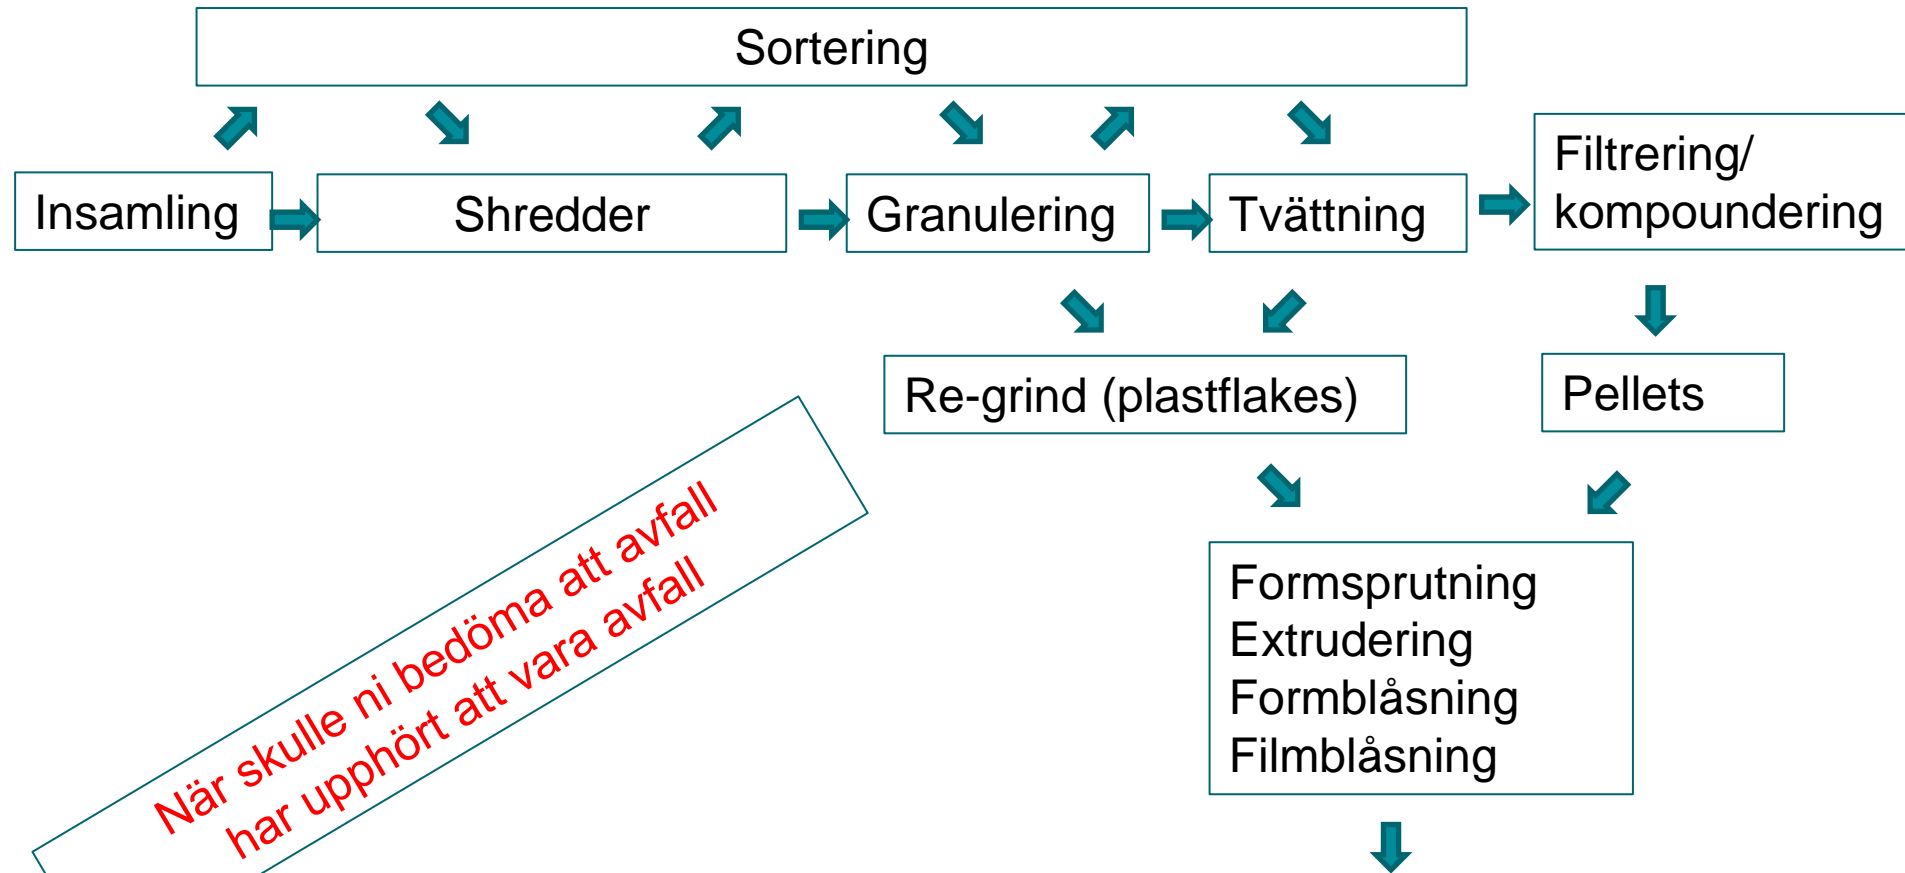 Sortering
Insamling
Shredder
Granulering
Tvättning
Filtrering/
kompoundering
Re-grind (plastflakes)
Pellets
Formsprutning
Extrudering
Formblåsning
Filmblåsning
När skulle ni bedöma att avfall
har upphört att vara avfall